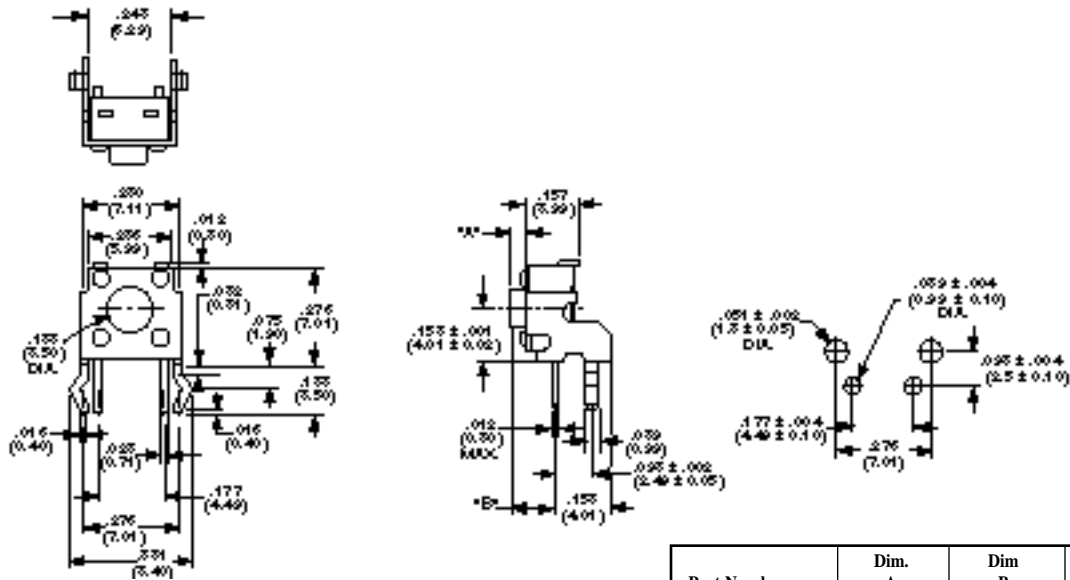 .248
(6.29)
.280
(7.11)
.236
(5.99)
.012
(0.30)
.032
(0.81)
.075
(1.90)
.276
(7.01)
.138
(3.50)
DIA.
.138
(3.50)
.016
(0.40)
.016
(0.40)
.028
(0.71)
.177
(4.49)
.276
(7.01)
.331
(8.40)
.157
(3.99)
"A"
.158 ± .001
(4.01 ± 0.02)
.012
(0.30)
MAX.
.039
(0.99)
.098 ± .002
(2.49 ± 0.05)
"B"
.158
(4.01)
.039 ± .004
(0.99 ± 0.10)
DIA.
.051 ± .002
(1.3 ± 0.05)
DIA.
.098 ± .004
(2.5 ± 0.10)
.177 ± .004
(4.49 ± 0.10)
.276
(7.01)
Dim.
Dim